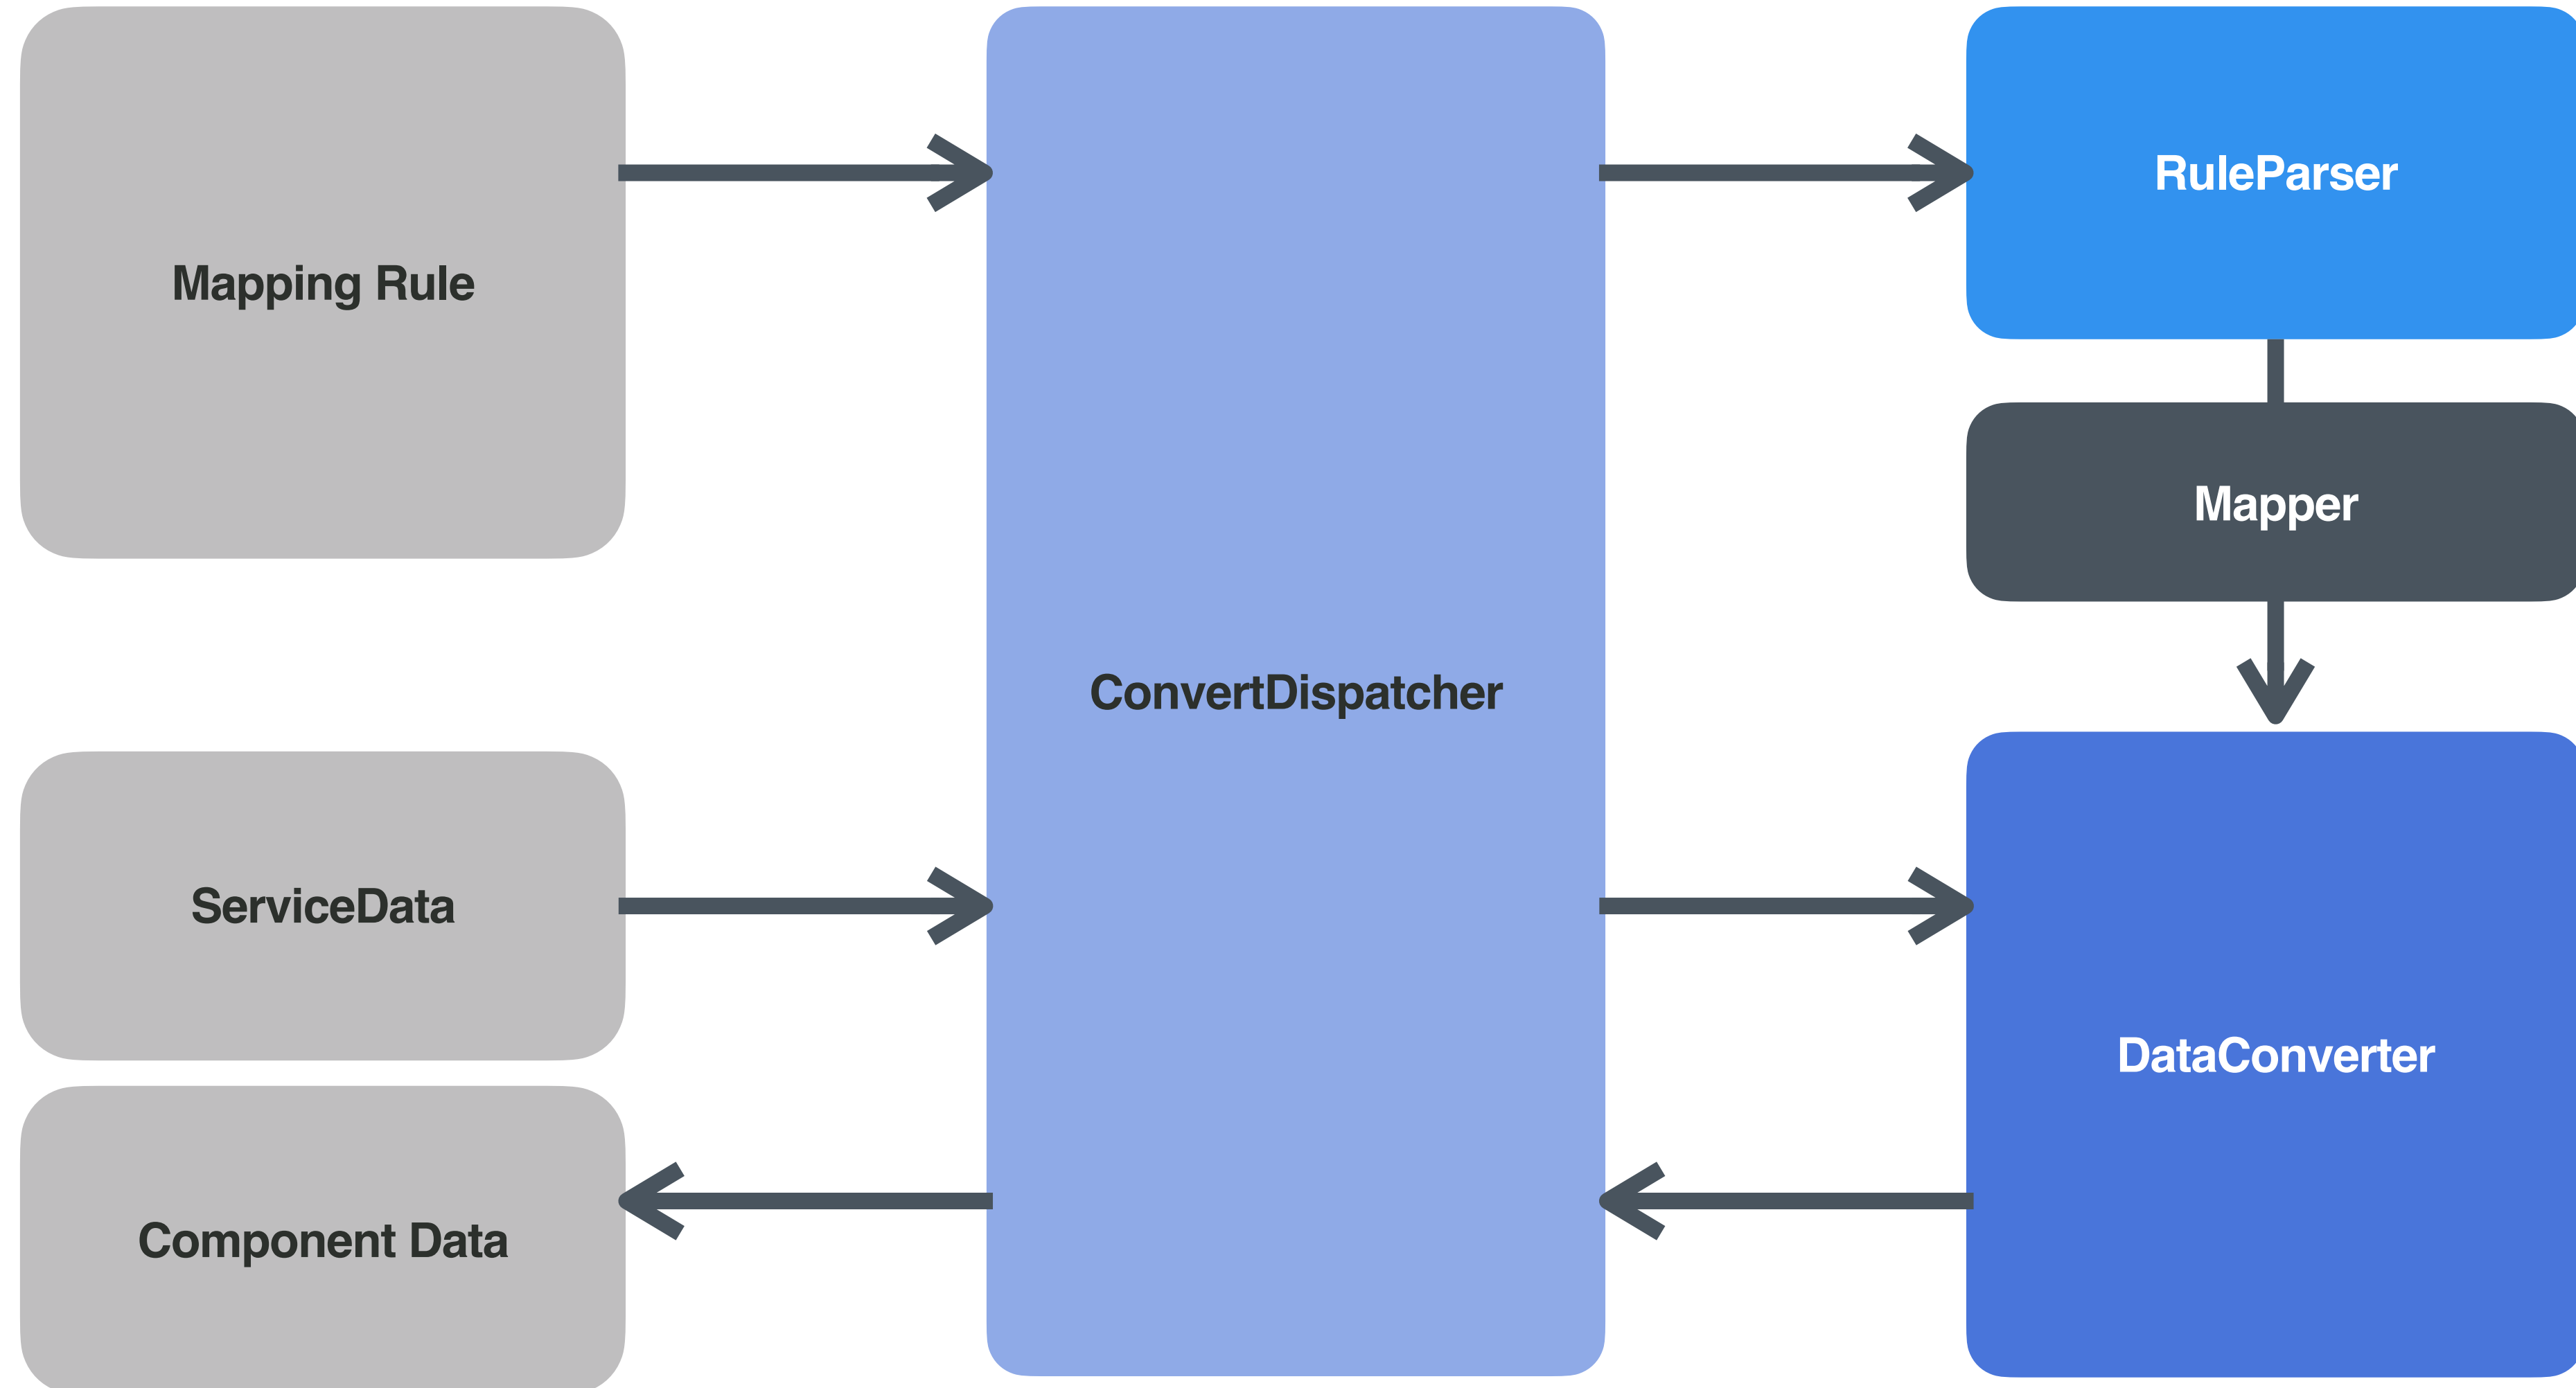 Mapping Rule
ServiceData
Component Data
ConvertDispatcher
RuleParser
Mapper
DataConverter